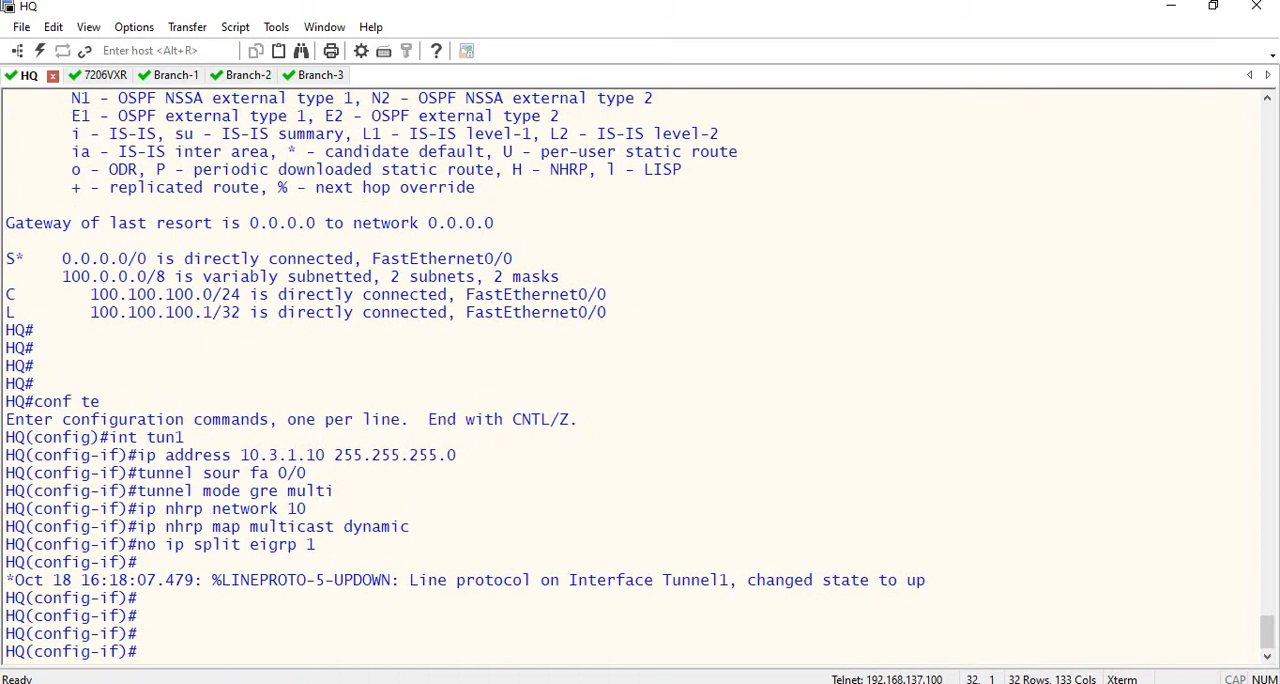 HQ
File Edit View Options Transfer Script Tools Window Help
Enter host <Alt+R>
HQ 7206VXR Branch-1 Branch-2 Branch-3
N1 - OSPF NSSA external type 1, N2 - OSPF NSSA external type 2
E1 - OSPF external type 1, E2 - OSPF external type 2
i - IS-IS, su - IS-IS summary, L1 - IS-IS level-1, L2 - IS-IS level-2
ia - IS-IS inter area, * - candidate default, U - per-user static route
o - ODR, P - periodic downloaded static route, H - NHRP, l - LISP
+ - replicated route, % - next hop override
Gateway of last resort is 0.0.0.0 to network 0.0.0.0
S* 0.0.0.0/0 is directly connected, FastEthernet0/0
100.0.0.0/8 is variably subnetted, 2 subnets, 2 masks
C 100.100.100.0/24 is directly connected, FastEthernet0/0
L 100.100.100.1/32 is directly connected, FastEthernet0/0
HQ#
HQ#
HQ#
HQ#
HQ#conf te
Enter configuration commands, one per line. End with CNTL/Z.
HQ(config)#int tun1
HQ(config-if)#ip address 10.3.1.10 255.255.255.0
HQ(config-if)#tunnel sour fa 0/0
HQ(config-if)#tunnel mode gre multi
HQ(config-if)#ip nhrp network 10
HQ(config-if)#ip nhrp map multicast dynamic
HQ(config-if)#no ip split eigrp 1
HQ(config-if)#
*Oct 18 16:18:07.479: %LINEPROTO-5-UPDOWN: Line protocol on Interface Tunnel1, changed state to up
HQ(config-if)#
HQ(config-if)#
HQ(config-if)#
HQ(config-if)#
Ready Telnet: 192.168.137.100 32, 1 32 Rows, 133 Cols Xterm CAP NUM